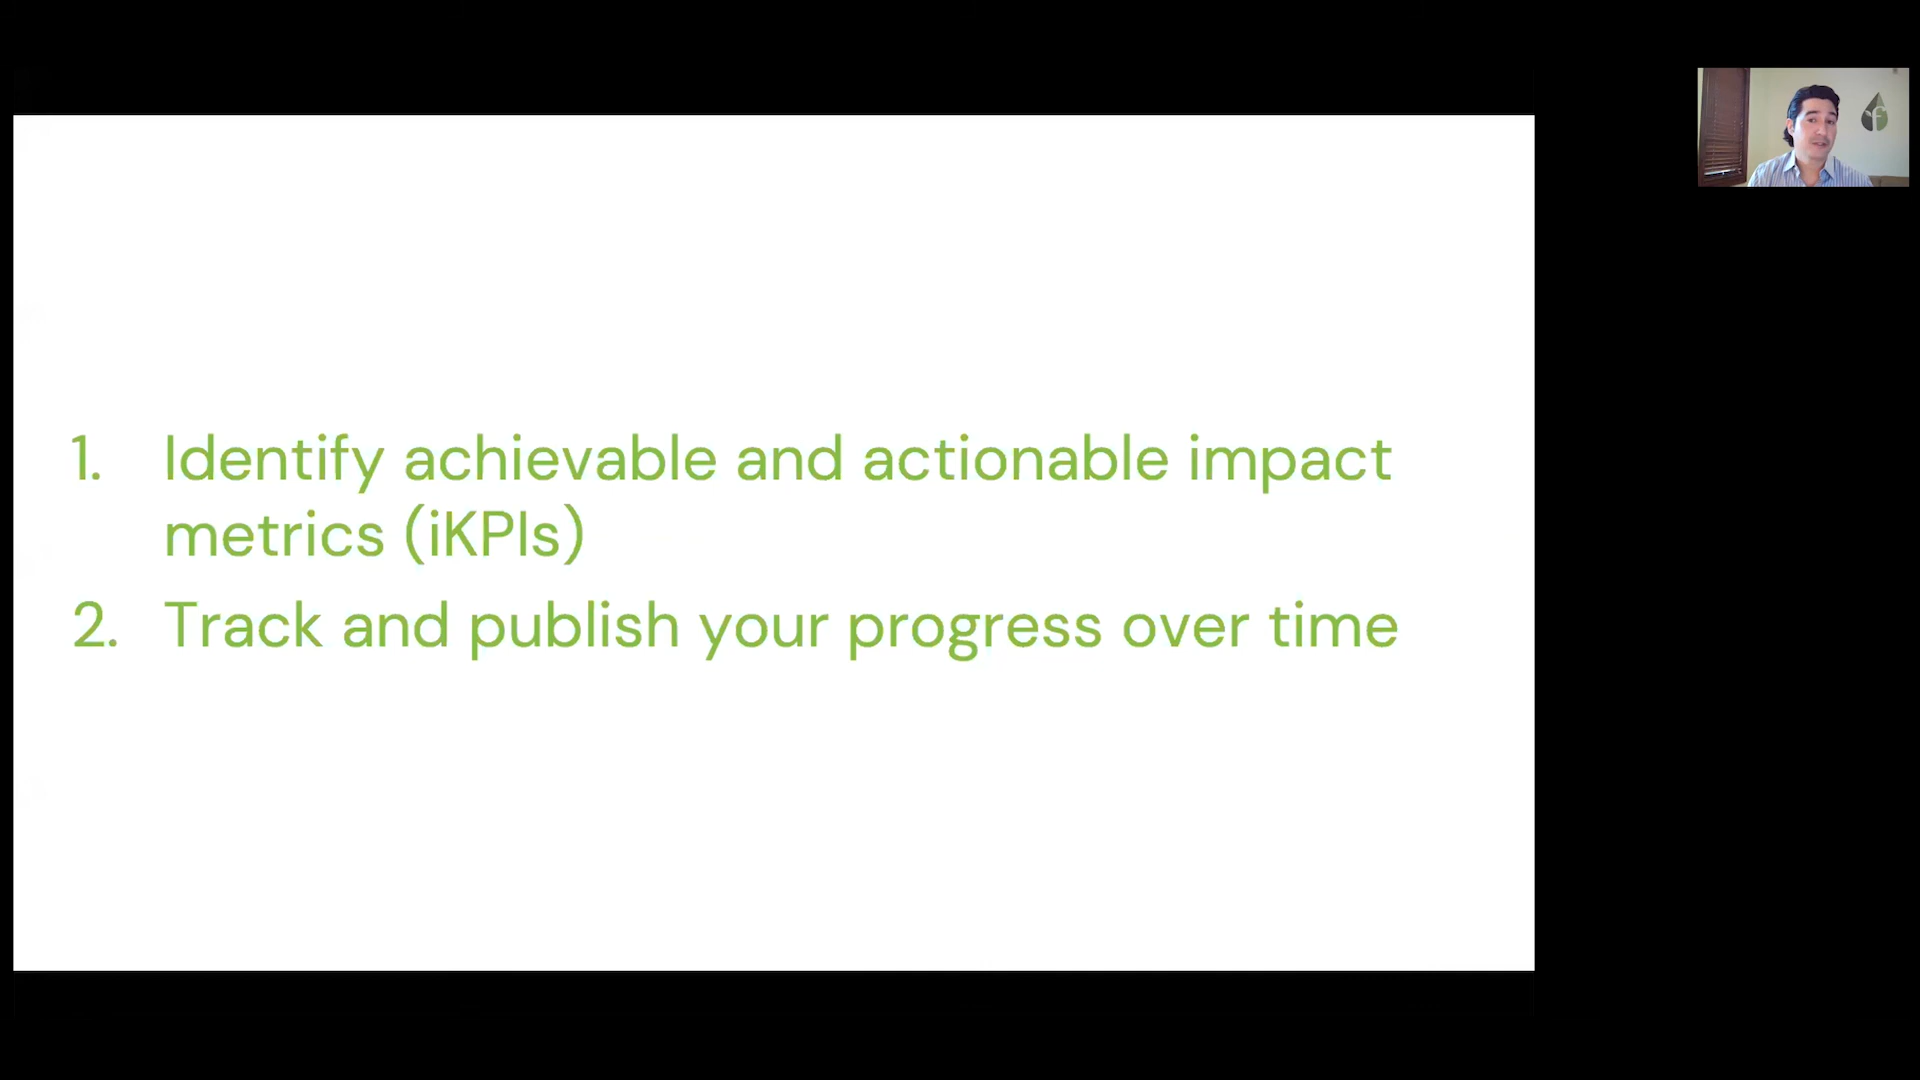 1. Identify achievable and actionable impact
metrics (iKPIs)
2. Track and publish your progress over time